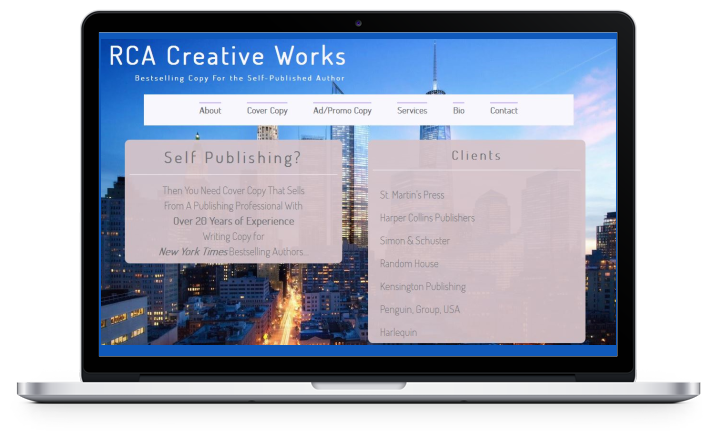 RCA Creative Works
Bestselling Copy For the Self-Published Author
About Cover Copy Ad/Promo Copy Services Bio Contact
Self Publishing?
Then You Need Cover Copy That Sells
From A Publishing Professional With
Over 20 Years of Experience
Writing Copy for
New York Times Bestselling Authors.
Clients
St. Martin's Press
Harper Collins Publishers
Simon & Schuster
Random House
Kensington Publishing
Penguin, Group, USA
Harlequin